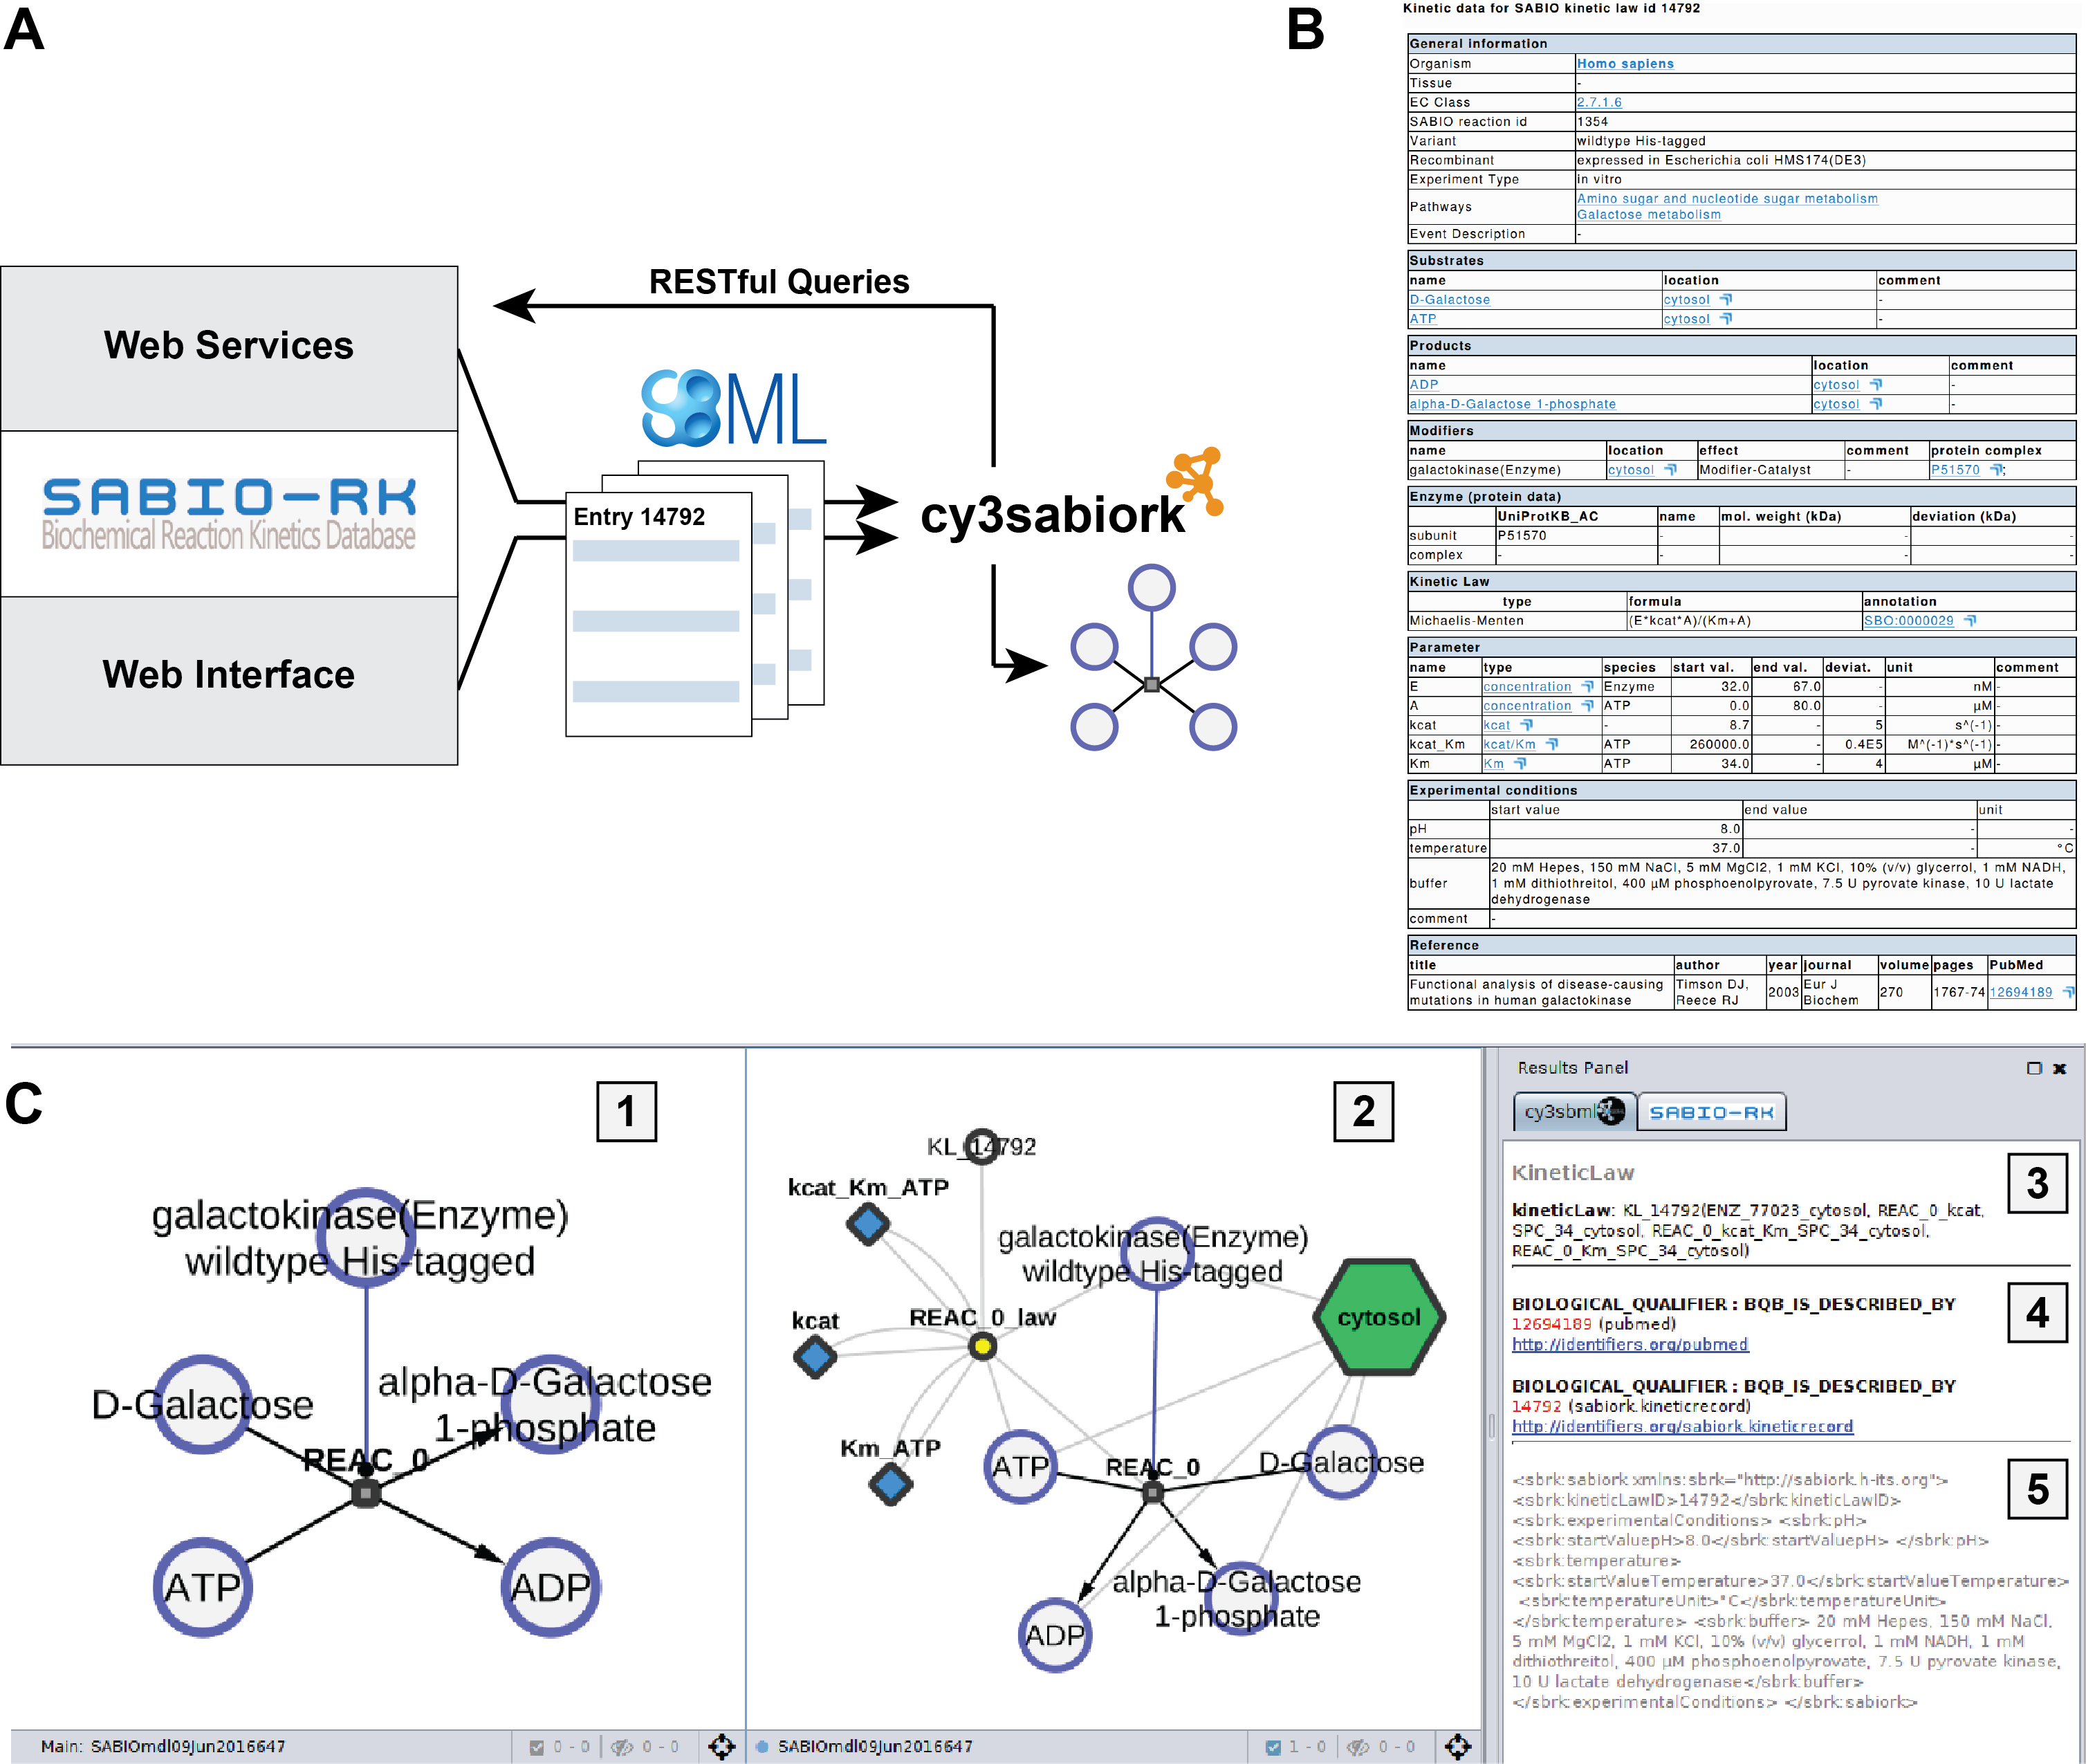 A
RESTful Queries
Web Services
SABIO-RK
Biochemical Reaction Kinetics Database
Web Interface
SBML
Entry 14792
cy3sabiork
B
Kinetic data for SABIO kinetic law id 14792
General information
Organism Homo sapiens
Tissue -
EC Class 2.7.1.6
SABIO reaction id 1354
Variant wildtype His-tagged
Recombinant expressed in Escherichia coli HMS174(DE3)
Experiment Type in vitro
Pathways Amino sugar and nucleotide sugar metabolism
Galactose metabolism
Event Description -
Substrates
name location comment
D-Galactose cytosol -
ATP cytosol -
Products
name location comment
ADP cytosol -
alpha-D-Galactose 1-phosphate cytosol -
Modifiers
name location effect comment protein complex
galactokinase(Enzyme) cytosol Modifier-Catalyst - P51570 ;
Enzyme (protein data)
UniProtKB_AC name mol. weight (kDa) deviation (kDa)
subunit P51570 - - -
complex - - - -
Kinetic Law
type formula annotation
Michaelis-Menten (E*kcat*A)/(Km+A) SBO:0000029
Parameter
name type species start val. end val. deviat. unit comment
E concentration Enzyme 32.0 67.0 - nM -
A concentration ATP 0.0 80.0 - µM -
kcat kcat - 8.7 - 5 s^(-1) -
kcat_Km kcat/Km ATP 260000.0 - 0.4E5 M^(-1)*s^(-1) -
Km Km ATP 34.0 - 4 µM -
Experimental conditions
start value end value unit
pH 8.0 - -
temperature 37.0 - °C
buffer 20 mM Hepes, 150 mM NaCl, 5 mM MgCl2, 1 mM KCl, 10% (v/v) glycerrol, 1 mM NADH,
1 mM dithiothreitol, 400 µM phosphoenolpyrovate, 7.5 U pyrovate kinase, 10 U lactate
dehydrogenase
comment -
Reference
title author year journal volume pages PubMed
Functional analysis of disease-causing Timson DJ, 2003 Eur J 270 1767-74 12694189
mutations in human galactokinase Reece RJ Biochem
C
1
galactokinase(Enzyme)
wildtype His-tagged
D-Galactose
alpha-D-Galactose
1-phosphate
REAC_0
ATP
ADP
Main: SABIOmdl09Jun2016647
0 - 0
0 - 0
2
KL_14792
kcat_Km_ATP
galactokinase(Enzyme)
wildtype His-tagged
kcat
REAC_0_law
cytosol
Km_ATP
ATP
REAC_0
D-Galactose
alpha-D-Galactose
1-phosphate
ADP
SABIOmdl09Jun2016647
1 - 0
0 - 0
Results Panel
cy3sbml
SABIO-RK
KineticLaw
3
kineticLaw: KL_14792(ENZ_77023_cytosol, REAC_0_kcat,
SPC_34_cytosol, REAC_0_kcat_Km_SPC_34_cytosol,
REAC_0_Km_SPC_34_cytosol)
4
BIOLOGICAL_QUALIFIER : BQB_IS_DESCRIBED_BY
12694189 (pubmed)
http://identifiers.org/pubmed
BIOLOGICAL_QUALIFIER : BQB_IS_DESCRIBED_BY
14792 (sabiork.kineticrecord)
http://identifiers.org/sabiork.kineticrecord
5
<sbrk:sabiork xmlns:sbrk="http://sabiork.h-its.org">
<sbrk:kineticLawID>14792</sbrk:kineticLawID>
<sbrk:experimentalConditions> <sbrk:pH>
<sbrk:startValuepH>8.0</sbrk:startValuepH> </sbrk:pH>
<sbrk:temperature>
<sbrk:startValueTemperature>37.0</sbrk:startValueTemperature>
<sbrk:temperatureUnit>°C</sbrk:temperatureUnit>
</sbrk:temperature> <sbrk:buffer> 20 mM Hepes, 150 mM NaCl,
5 mM MgCl2, 1 mM KCl, 10% (v/v) glycerrol, 1 mM NADH, 1 mM
dithiothreitol, 400 µM phosphoenolpyrovate, 7.5 U pyrovate kinase,
10 U lactate dehydrogenase</sbrk:buffer>
</sbrk:experimentalConditions> </sbrk:sabiork>